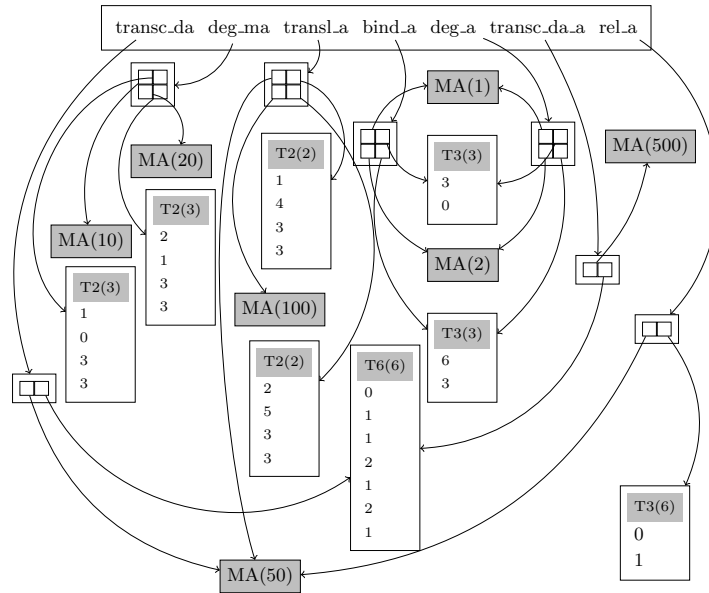 transc_da deg_ma transl_a bind_a deg_a transc_da_a rel_a
MA(1)
MA(20)
MA(500)
T2(2)
1
4
3
3
T3(3)
3
0
T2(3)
2
1
3
3
MA(10)
MA(2)
T2(3)
1
0
3
3
MA(100)
T3(3)
6
3
T2(2)
2
5
3
3
T6(6)
0
1
1
2
1
2
1
T3(6)
0
1
MA(50)